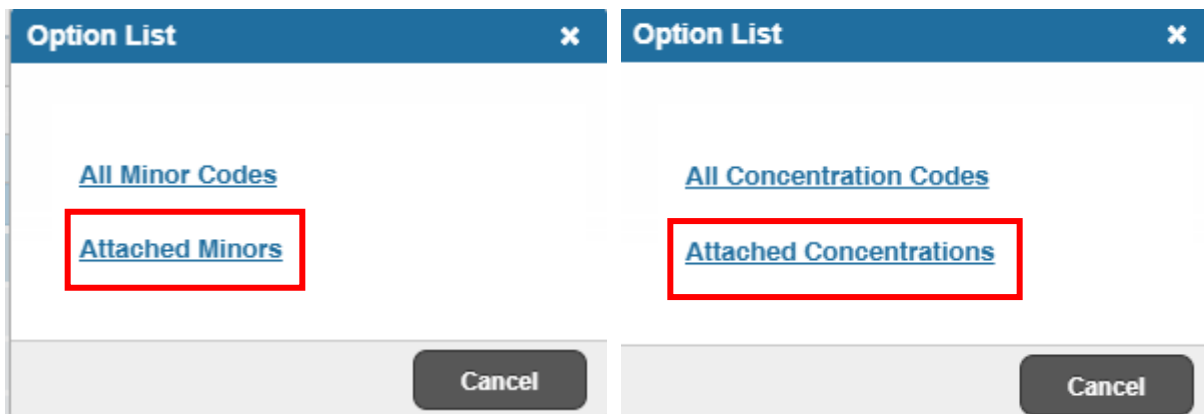 Option List ×
All Minor Codes
Attached Minors
Cancel
Option List ×
All Concentration Codes
Attached Concentrations
Cancel